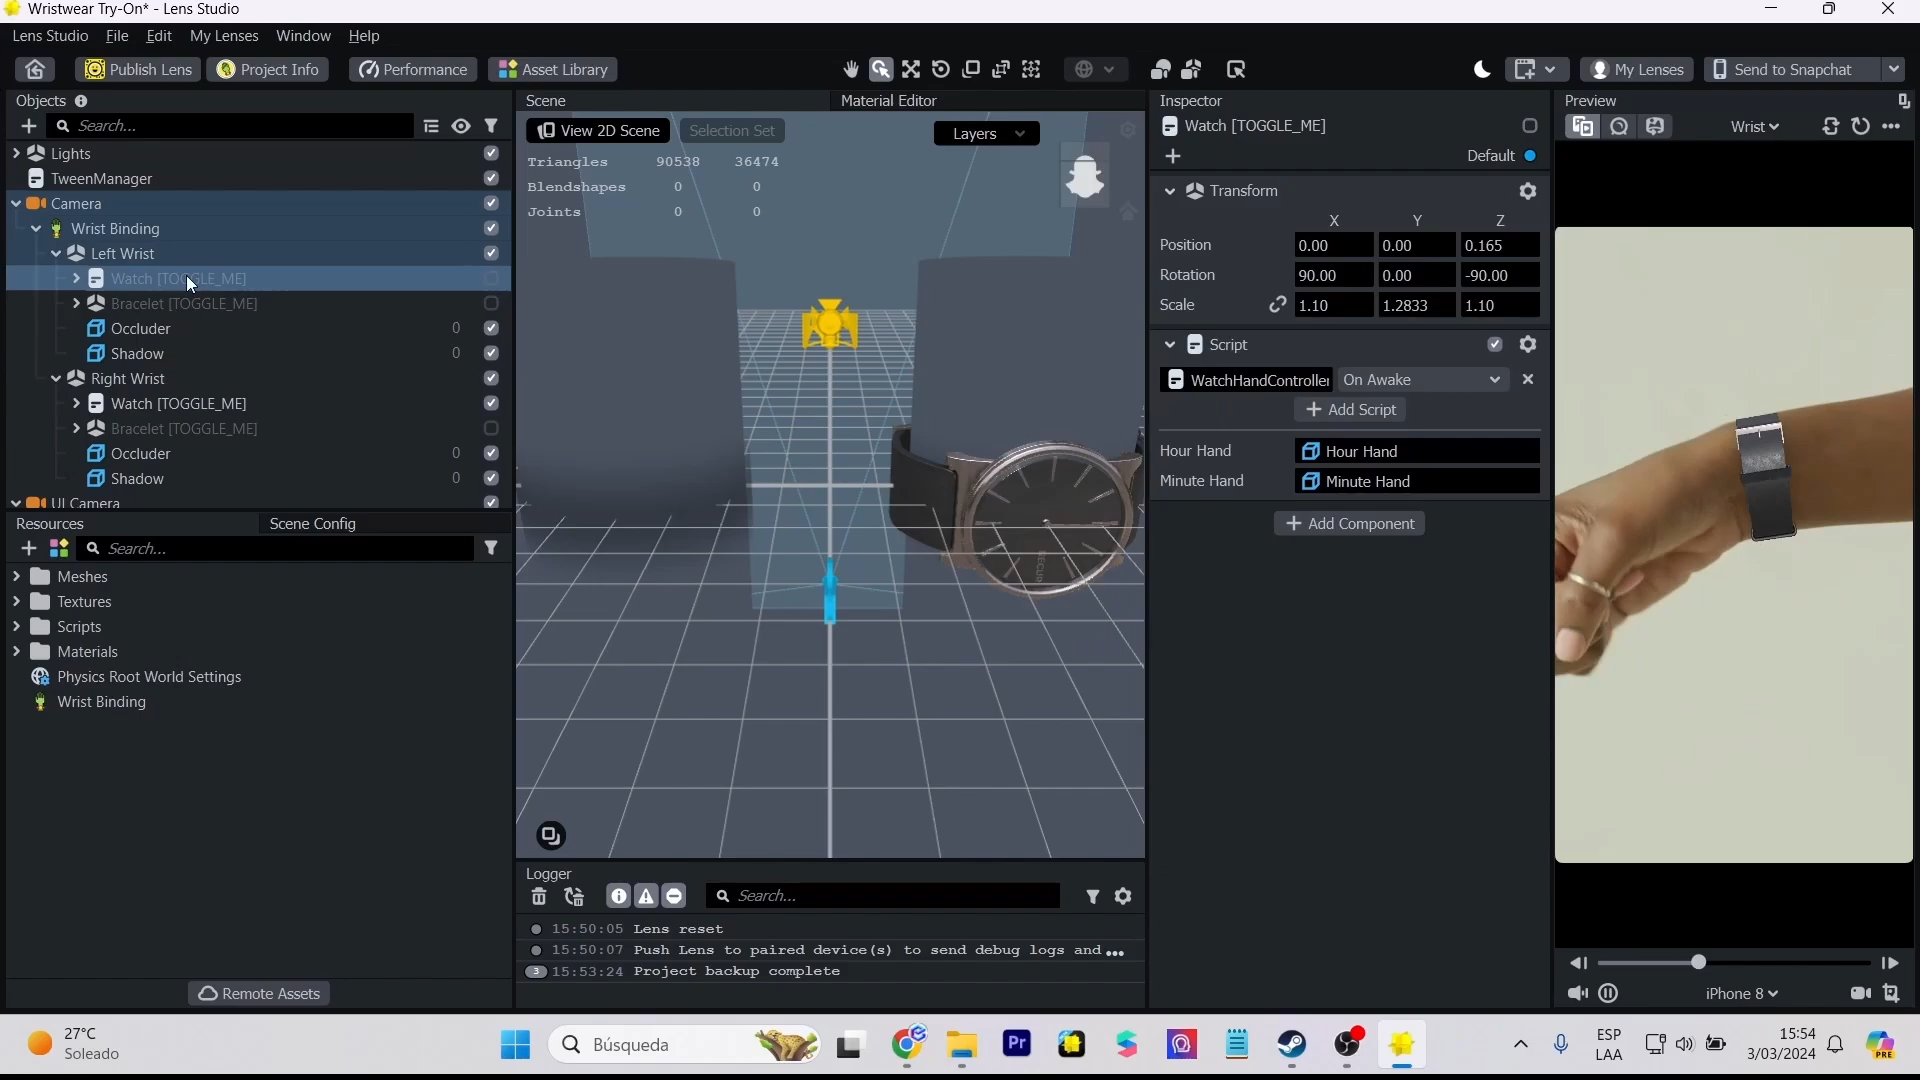 Wristwear Try-On* - Lens Studio
Lens Studio File Edit My Lenses Window Help
Publish Lens Project Info Performance Asset Library My Lenses Send to Snapchat
Objects
Search...
Lights
TweenManager
Camera
Wrist Binding
Left Wrist
Watch [TOGGLE_ME]
Bracelet [TOGGLE_ME]
Occluder 0
Shadow 0
Right Wrist
Watch [TOGGLE_ME]
Bracelet [TOGGLE_ME]
Occluder 0
Shadow 0
UI Camera
Resources Scene Config
Search...
Meshes
Textures
Scripts
Materials
Physics Root World Settings
Wrist Binding
Remote Assets
Scene Material Editor
View 2D Scene Selection Set Layers
Triangles 90538 36474
Blendshapes 0 0
Joints 0 0
Logger
Search...
15:50:05 Lens reset
15:50:07 Push Lens to paired device(s) to send debug logs and ...
3 15:53:24 Project backup complete
Inspector
Watch [TOGGLE_ME]
Default
Transform
X Y Z
Position 0.00 0.00 0.165
Rotation 90.00 0.00 -90.00
Scale 1.10 1.2833 1.10
Script
WatchHandController On Awake
Add Script
Hour Hand Hour Hand
Minute Hand Minute Hand
Add Component
Preview
Wrist
iPhone 8
27°C
Soleado
Búsqueda
Pr
ESP
LAA
15:54
3/03/2024
PRE